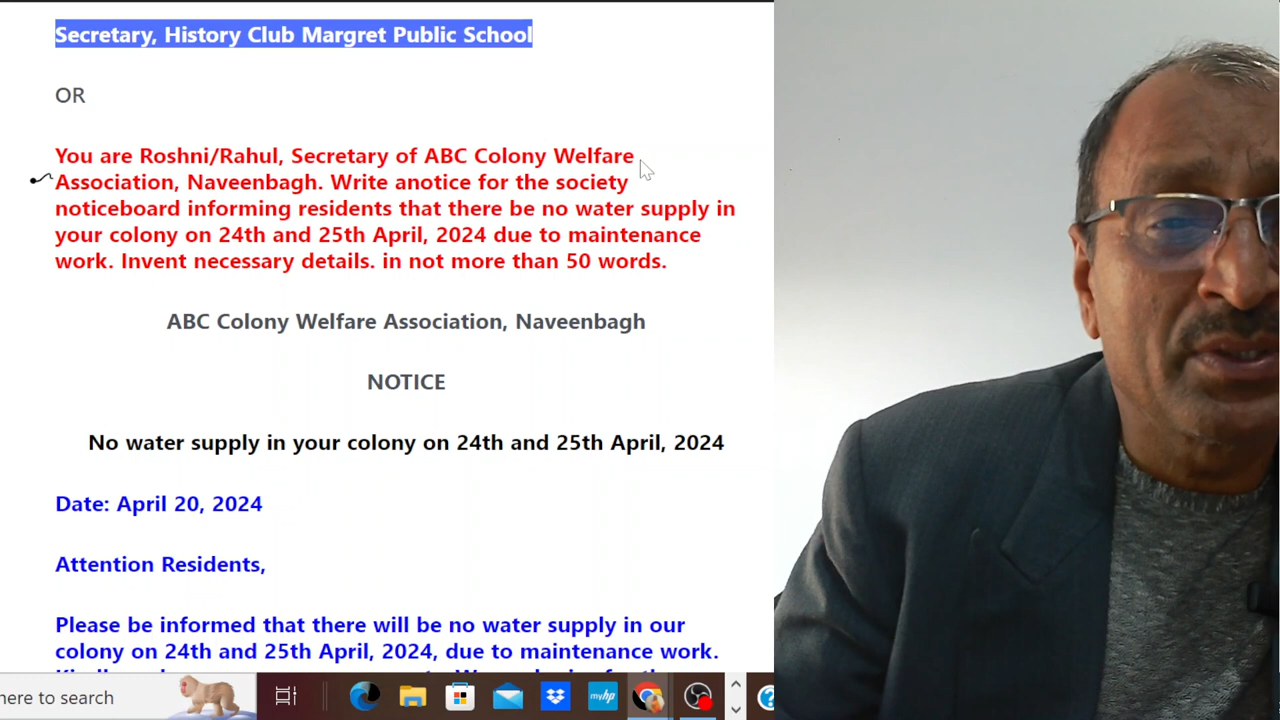 Secretary, History Club Margret Public School
OR
You are Roshni/Rahul, Secretary of ABC Colony Welfare
Association, Naveenbagh. Write anotice for the society
noticeboard informing residents that there be no water supply in
your colony on 24th and 25th April, 2024 due to maintenance
work. Invent necessary details. in not more than 50 words.
ABC Colony Welfare Association, Naveenbagh
NOTICE
No water supply in your colony on 24th and 25th April, 2024
Date: April 20, 2024
Attention Residents,
Please be informed that there will be no water supply in our
colony on 24th and 25th April, 2024, due to maintenance work.
here to search
myhp